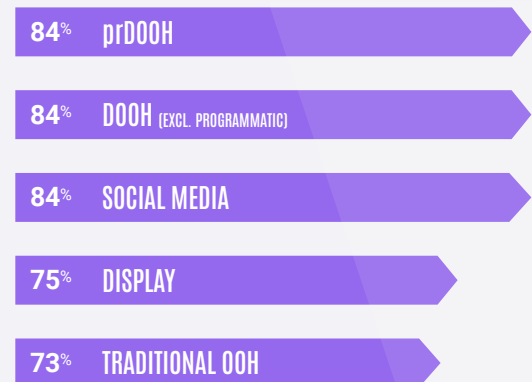 84% prDOOH
84% DOOH (EXCL. PROGRAMMATIC)
84% SOCIAL MEDIA
75% DISPLAY
73% TRADITIONAL OOH